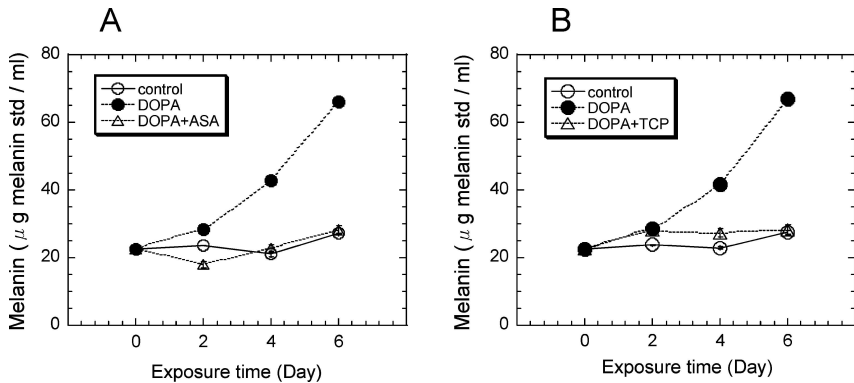 A
Melanin ( μ g melanin std / ml)
80
60
40
20
0
control
DOPA
DOPA+ASA
0 2 4 6
Exposure time (Day)
B
Melanin ( μ g melanin std / ml)
80
60
40
20
0
control
DOPA
DOPA+TCP
0 2 4 6
Exposure time (Day)